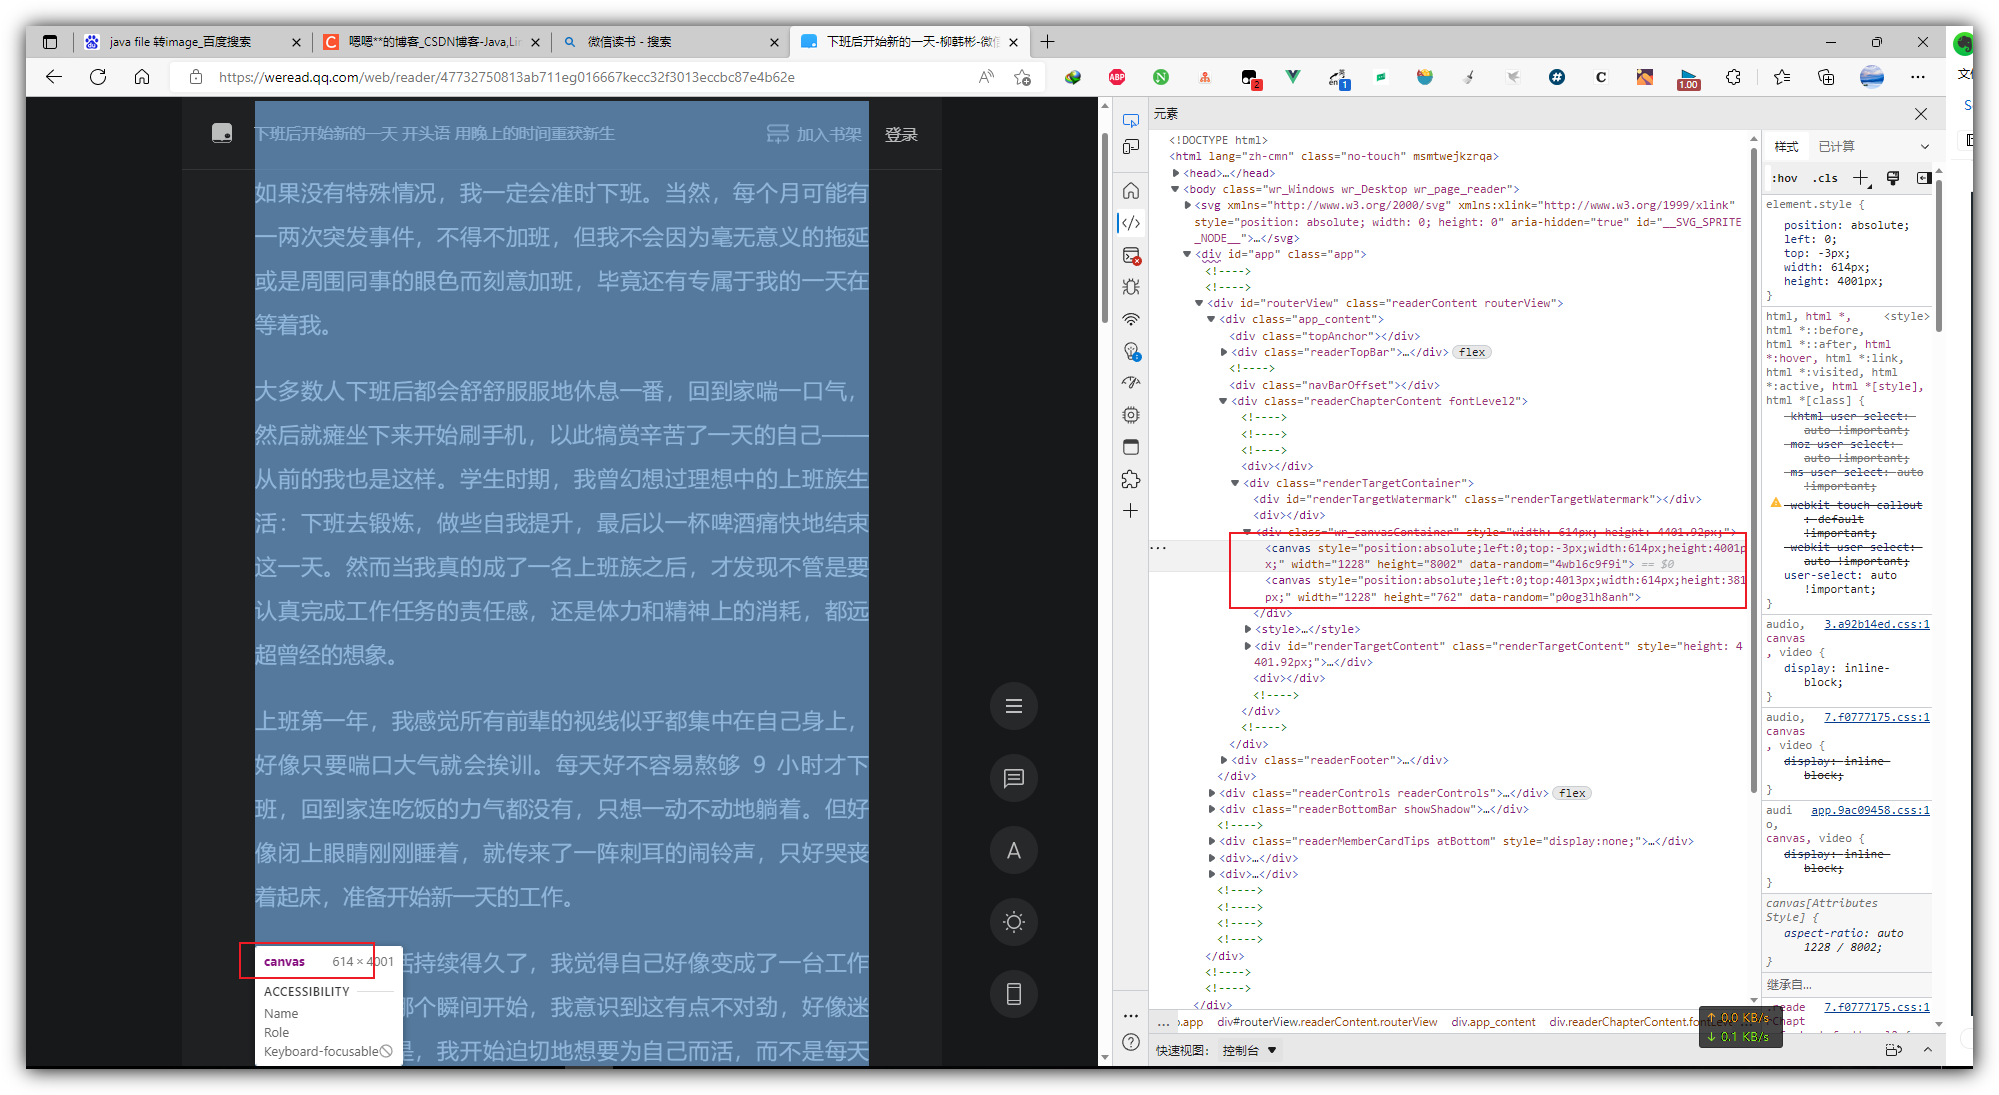 java file 转image_百度搜索
嗯嗯**的博客_CSDN博客-Java,Lir
微信读书 - 搜索
下班后开始新的一天-柳韩彬-微信
https://weread.qq.com/web/reader/47732750813ab711eg016667kecc32f3013eccbc87e4b62e
下班后开始新的一天 开头语 用晚上的时间重获新生
加入书架
登录
如果没有特殊情况，我一定会准时下班。当然，每个月可能有
一两次突发事件，不得不加班，但我不会因为毫无意义的拖延
或是周围同事的眼色而刻意加班，毕竟还有专属于我的一天在
等着我。
大多数人下班后都会舒舒服服地休息一番，回到家喘一口气，
然后就瘫坐下来开始刷手机，以此犒赏辛苦了一天的自己——
从前的我也是这样。学生时期，我曾幻想过理想中的上班族生
活：下班去锻炼，做些自我提升，最后以一杯啤酒痛快地结束
这一天。然而当我真的成了一名上班族之后，才发现不管是要
认真完成工作任务的责任感，还是体力和精神上的消耗，都远
超曾经的想象。
上班第一年，我感觉所有前辈的视线似乎都集中在自己身上，
好像只要喘口大气就会挨训。每天好不容易熬够 9 小时才下
班，回到家连吃饭的力气都没有，只想一动不动地躺着。但好
像闭上眼睛刚刚睡着，就传来了一阵刺耳的闹铃声，只好哭丧
着起床，准备开始新一天的工作。
活持续得久了，我觉得自己好像变成了一台工作
那个瞬间开始，我意识到这有点不对劲，好像迷
是，我开始迫切地想要为自己而活，而不是每天
canvas 614 × 4001
ACCESSIBILITY
Name
Role
Keyboard-focusable
元素
<!DOCTYPE html>
<html lang="zh-cmn" class="no-touch" msmtwejkzrqa>
<head>…</head>
<body class="wr_Windows wr_Desktop wr_page_reader">
<svg xmlns="http://www.w3.org/2000/svg" xmlns:xlink="http://www.w3.org/1999/xlink"
style="position: absolute; width: 0; height: 0" aria-hidden="true" id="__SVG_SPRITE
_NODE__">…</svg>
<div id="app" class="app">
<!---->
<!---->
<div id="routerView" class="readerContent routerView">
<div class="app_content">
<div class="topAnchor"></div>
<div class="readerTopBar">…</div> flex
<!---->
<div class="navBarOffset"></div>
<div class="readerChapterContent fontLevel2">
<!---->
<!---->
<!---->
<div></div>
<div class="renderTargetContainer">
<div id="renderTargetWatermark" class="renderTargetWatermark"></div>
<div></div>
<div class="wr_canvasContainer" style="width: 614px; height: 4401.92px;">
<canvas style="position:absolute;left:0;top:-3px;width:614px;height:4001p
x;" width="1228" height="8002" data-random="4wbl6c9f9i"> == $0
<canvas style="position:absolute;left:0;top:4013px;width:614px;height:381
px;" width="1228" height="762" data-random="p0og3lh8anh">
</div>
<style>…</style>
<div id="renderTargetContent" class="renderTargetContent" style="height: 4
401.92px;">…</div>
<div></div>
<!---->
</div>
<!---->
</div>
<div class="readerFooter">…</div>
</div>
<div class="readerControls readerControls">…</div> flex
<div class="readerBottomBar showShadow">…</div>
<!---->
<div class="readerMemberCardTips atBottom" style="display:none;">…</div>
<div>…</div>
<div>…</div>
<!---->
<!---->
<!---->
<!---->
</div>
<!---->
<!---->
</div>
… ).app div#routerView.readerContent.routerView div.app_content div.readerChapterContent.fontLeve
快速视图: 控制台
样式 已计算
:hov .cls
element.style {
position: absolute;
left: 0;
top: -3px;
width: 614px;
height: 4001px;
}
html, html *, <style>
html *::before,
html *::after, html
*:hover, html *:link,
html *:visited, html
*:active, html *[style],
html *[class] {
-khtml-user-select:
auto !important;
-moz-user-select:
auto !important;
-ms-user-select: auto
!important;
-webkit-touch-callout
: default
!important;
-webkit-user-select:
auto !important;
user-select: auto
!important;
}
audio, 3.a92b14ed.css:1
canvas
, video {
display: inline-
block;
}
audio, 7.f0777175.css:1
canvas
, video {
display: inline-
block;
}
audi app.9ac09458.css:1
o,
canvas, video {
display: inline-
block;
}
canvas[Attributes
Style] {
aspect-ratio: auto
1228 / 8002;
}
继承自…
.reade 7.f0777175.css:1
↑ 0.0 KB/s
↓ 0.1 KB/s